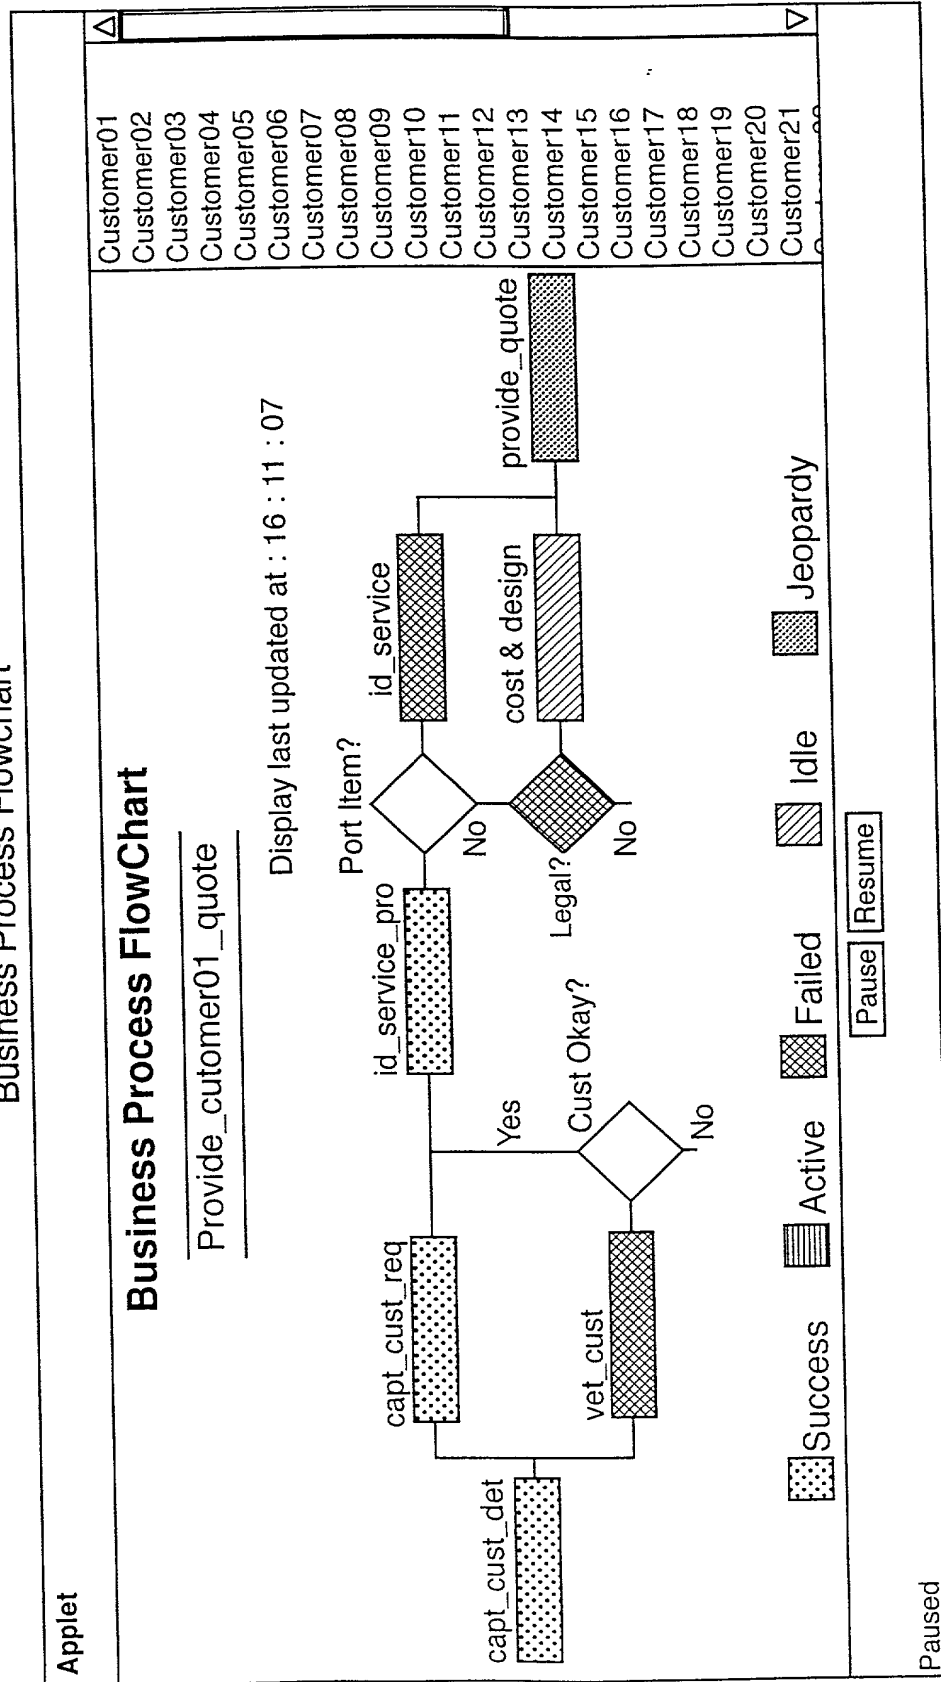 Business Process Flowchart
Applet
Business Process FlowChart
Provide_cutomer01_quote
Display last updated at : 16 : 11 : 07
Customer01
Customer02
Customer03
Customer04
Customer05
Customer06
Customer07
Customer08
Customer09
Customer10
Customer11
Customer12
Customer13
Customer14
Customer15
Customer16
Customer17
Customer18
Customer19
Customer20
Customer21
capt_cust_det
capt_cust_req
vet_cust
Yes
Cust Okay?
No
id_service_pro
Port Item?
No
Legal?
No
id_service
cost & design
provide_quote
Success
Active
Failed
Idle
Jeopardy
Pause
Resume
Paused